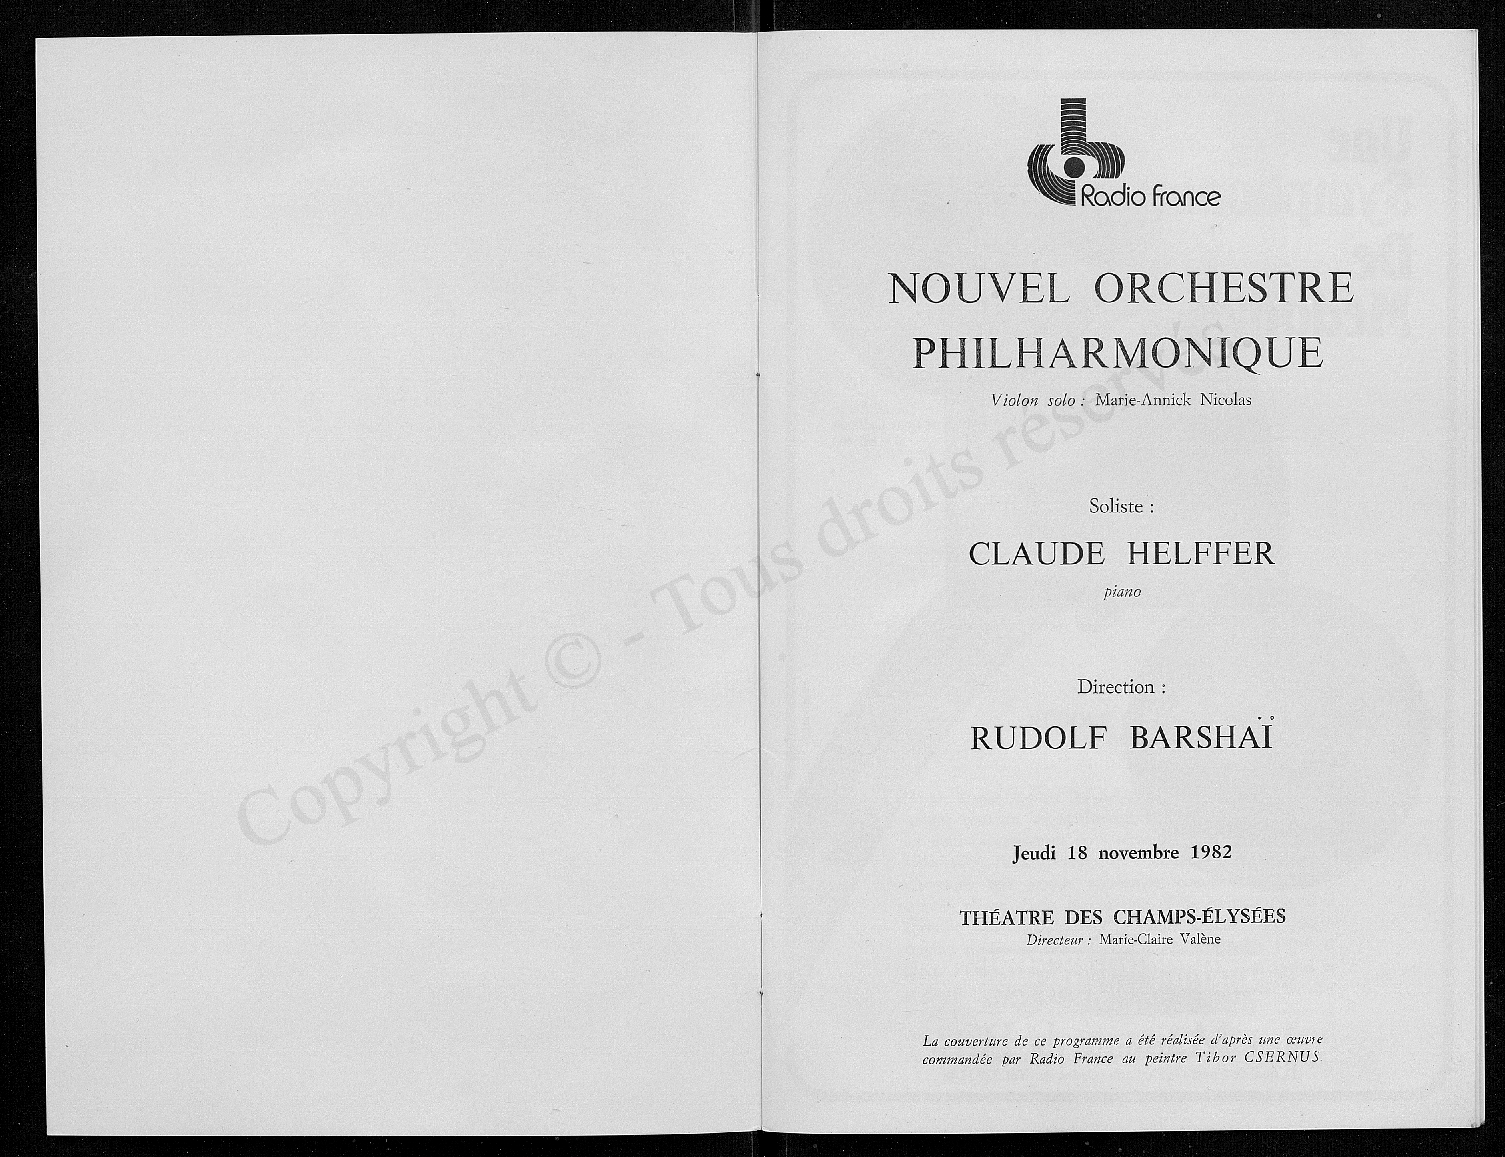 Radio France
NOUVEL ORCHESTRE
PHILHARMONIQUE
Violon solo : Marie-Annick Nicolas
Soliste :
CLAUDE HELFFER
piano
Direction :
RUDOLF BARSHAÏ
Jeudi 18 novembre 1982
THÉATRE DES CHAMPS-ÉLYSÉES
Directeur : Marie-Claire Valène
La couverture de ce programme a été réalisée d'après une œuvre
commandée par Radio France au peintre Tibor CSERNUS
Copyright © - Tous droits réservés